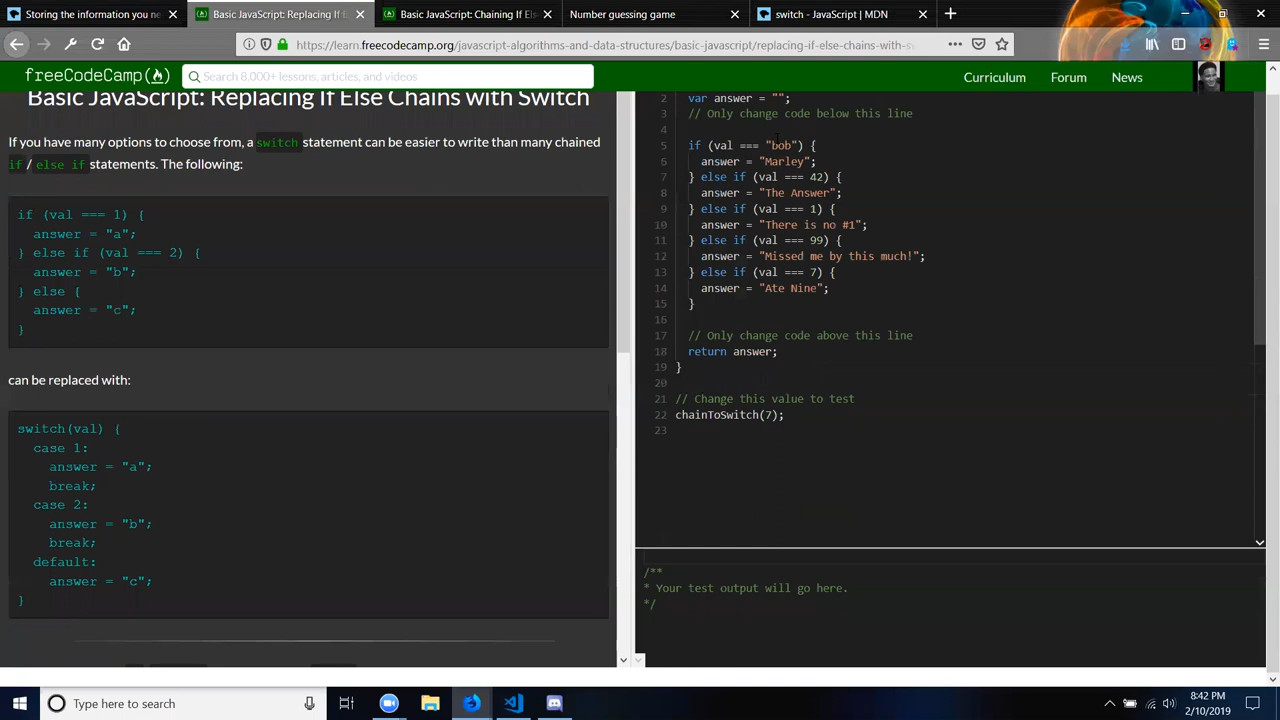 Storing the information you ne
Basic JavaScript: Replacing If E
Basic JavaScript: Chaining If Els
Number guessing game
switch - JavaScript | MDN
https://learn.freecodecamp.org/javascript-algorithms-and-data-structures/basic-javascript/replacing-if-else-chains-with-s
freeCodeCamp
Search 8,000+ lessons, articles, and videos
Curriculum
Forum
News
Basic JavaScript: Replacing If Else Chains with Switch
If you have many options to choose from, a switch statement can be easier to write than many chained
if / else if statements. The following:
if (val === 1) {
answer = "a";
} else if (val === 2) {
answer = "b";
} else {
answer = "c";
}
can be replaced with:
switch(val) {
case 1:
answer = "a";
break;
case 2:
answer = "b";
break;
default:
answer = "c";
}
2 var answer = "";
3 // Only change code below this line
4
5 if (val === "bob") {
6 answer = "Marley";
7 } else if (val === 42) {
8 answer = "The Answer";
9 } else if (val === 1) {
10 answer = "There is no #1";
11 } else if (val === 99) {
12 answer = "Missed me by this much!";
13 } else if (val === 7) {
14 answer = "Ate Nine";
15 }
16
17 // Only change code above this line
18 return answer;
19 }
20
21 // Change this value to test
22 chainToSwitch(7);
23
/**
* Your test output will go here.
*/
Type here to search
8:42 PM
2/10/2019